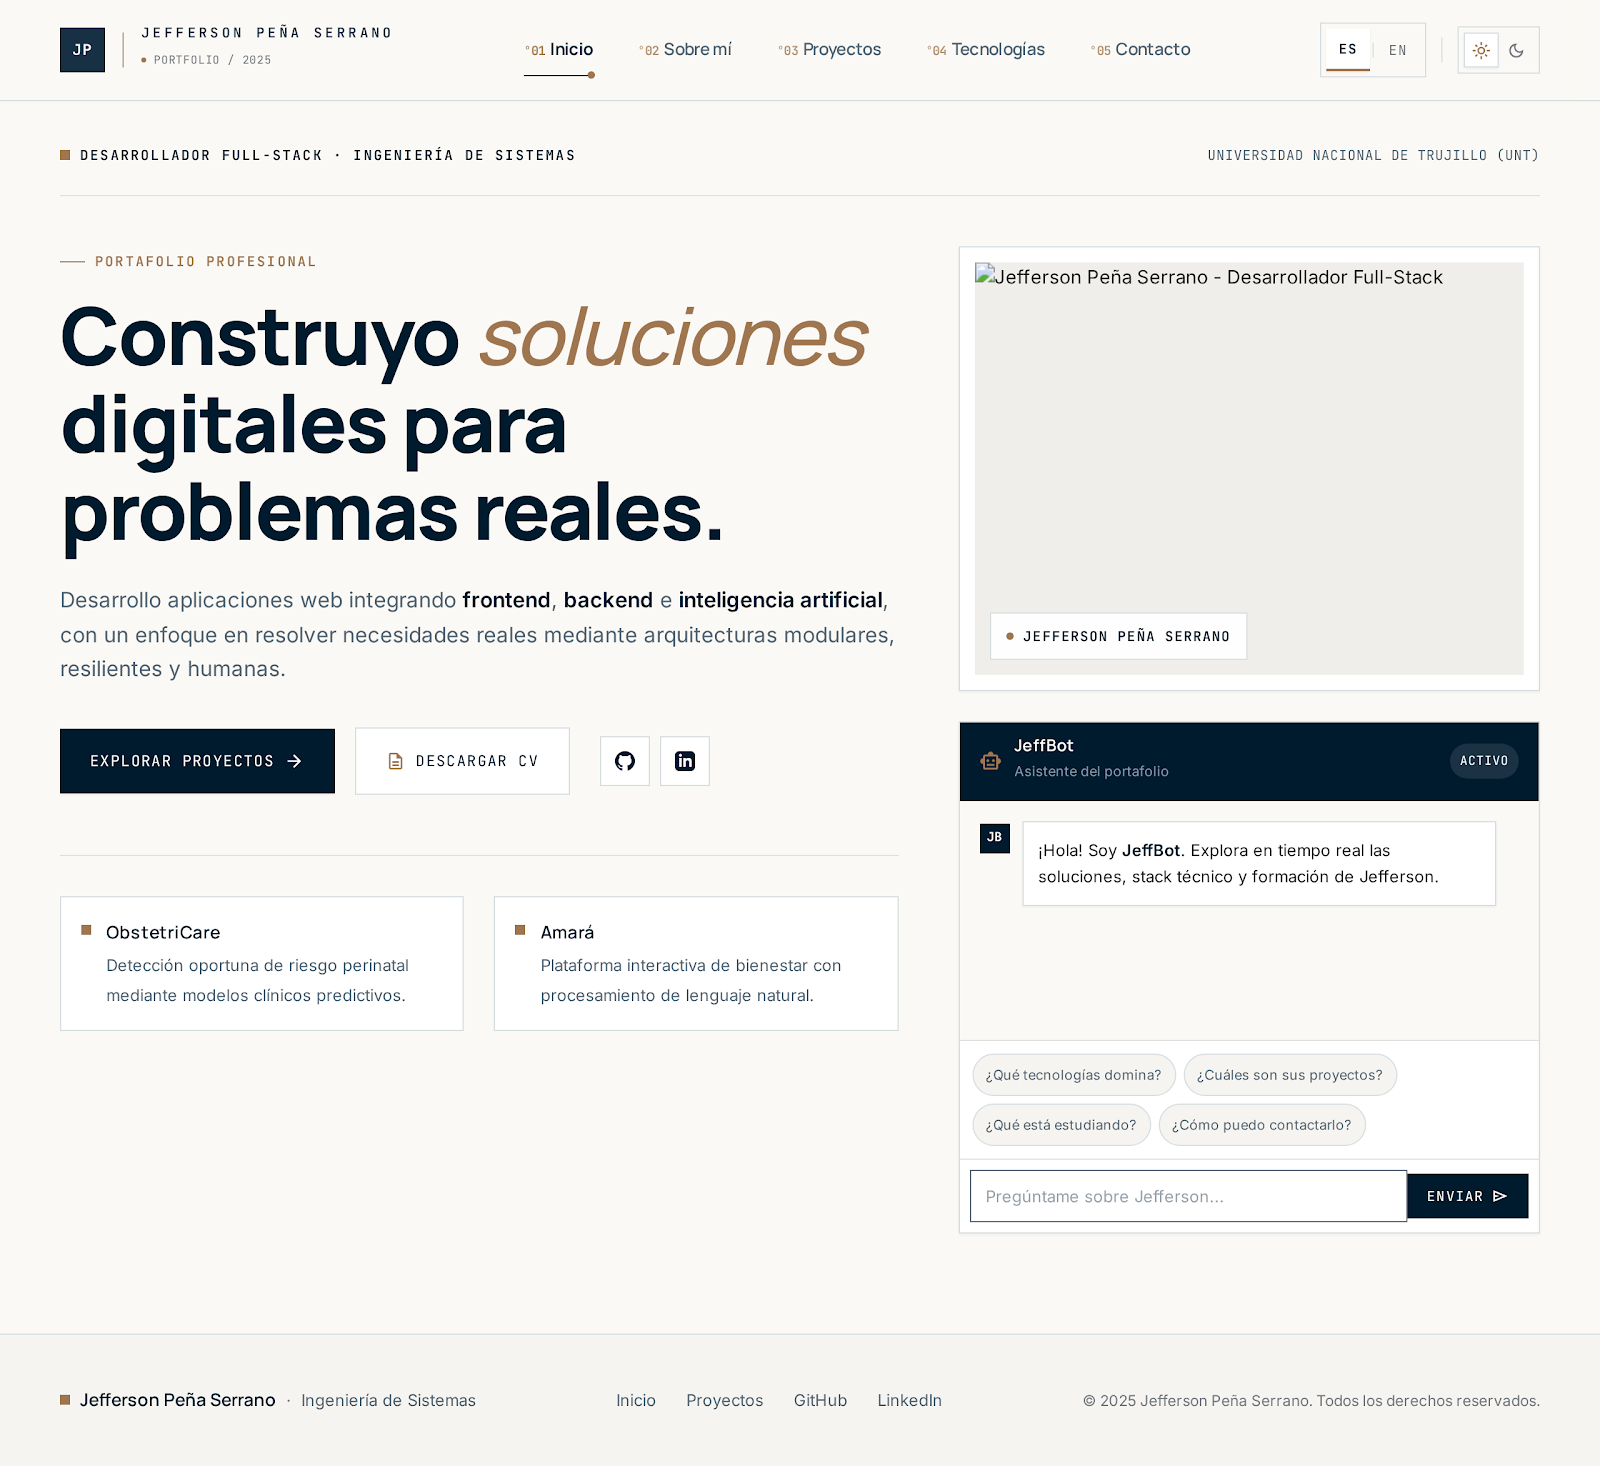 JP
JEFFERSON PEÑA SERRANO
PORTFOLIO / 2025
°01 Inicio
°02 Sobre mí
°03 Proyectos
°04 Tecnologías
°05 Contacto
ES
EN
DESARROLLADOR FULL-STACK · INGENIERÍA DE SISTEMAS
UNIVERSIDAD NACIONAL DE TRUJILLO (UNT)
PORTAFOLIO PROFESIONAL
Construyo soluciones
digitales para
problemas reales.
Desarrollo aplicaciones web integrando frontend, backend e inteligencia artificial,
con un enfoque en resolver necesidades reales mediante arquitecturas modulares,
resilientes y humanas.
EXPLORAR PROYECTOS →
DESCARGAR CV
in
ObstetriCare
Detección oportuna de riesgo perinatal
mediante modelos clínicos predictivos.
Amará
Plataforma interactiva de bienestar con
procesamiento de lenguaje natural.
Jefferson Peña Serrano - Desarrollador Full-Stack
JEFFERSON PEÑA SERRANO
JeffBot
Asistente del portafolio
ACTIVO
JB
¡Hola! Soy JeffBot. Explora en tiempo real las
soluciones, stack técnico y formación de Jefferson.
¿Qué tecnologías domina?
¿Cuáles son sus proyectos?
¿Qué está estudiando?
¿Cómo puedo contactarlo?
Pregúntame sobre Jefferson...
ENVIAR
Jefferson Peña Serrano · Ingeniería de Sistemas
Inicio
Proyectos
GitHub
LinkedIn
© 2025 Jefferson Peña Serrano. Todos los derechos reservados.